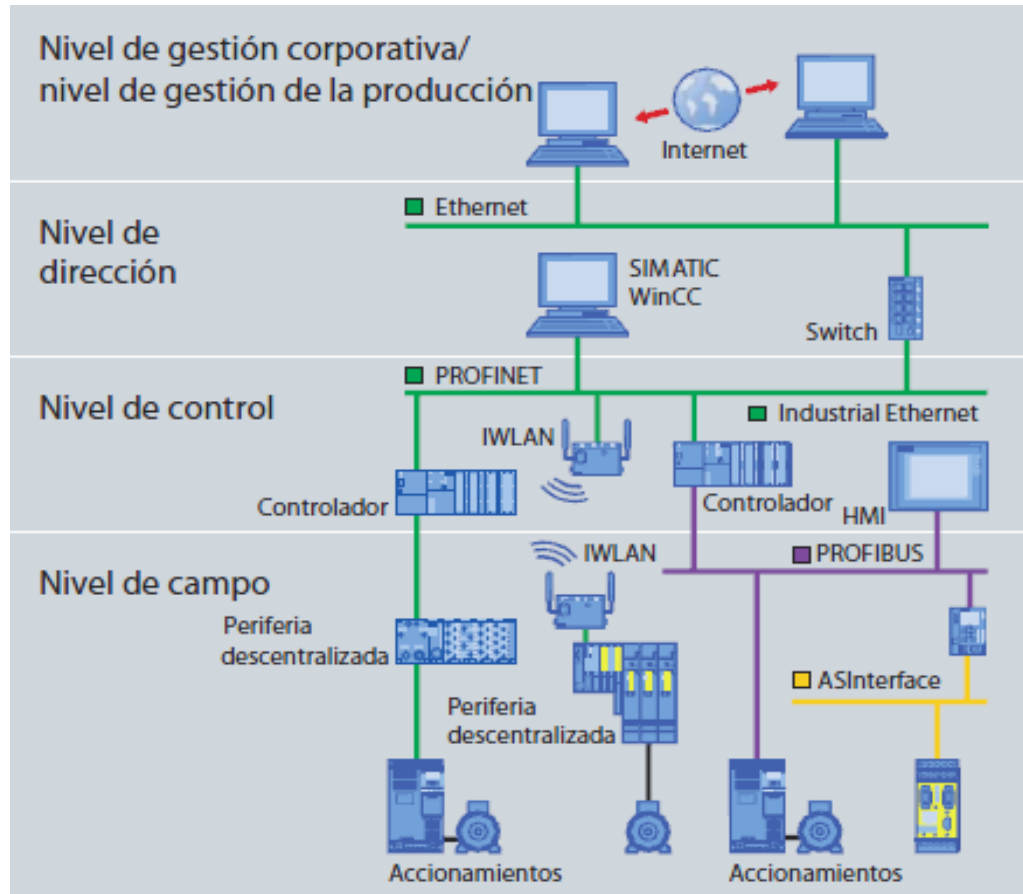 Nivel de gestión corporativa/
nivel de gestión de la producción
Internet
Ethernet
Nivel de
dirección
SIMATIC
WinCC
Switch
PROFINET
Nivel de control
Industrial Ethernet
IWLAN
Controlador
Controlador
HMI
IWLAN
PROFIBUS
Nivel de campo
Periferia
descentralizada
ASInterface
Periferia
descentralizada
Accionamientos
Accionamientos